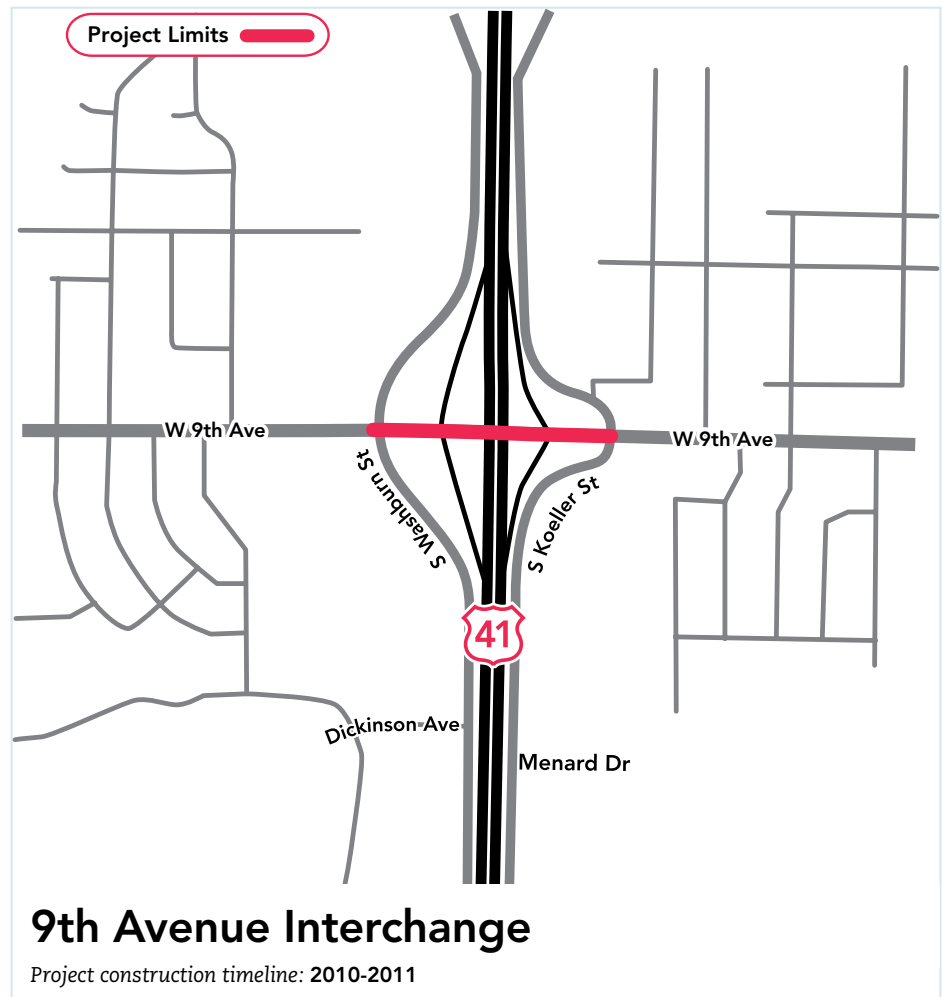 Project Limits
W 9th Ave
W 9th Ave
S Washburn St
S Koeller St
41
Dickinson Ave
Menard Dr
9th Avenue Interchange
Project construction timeline: 2010-2011